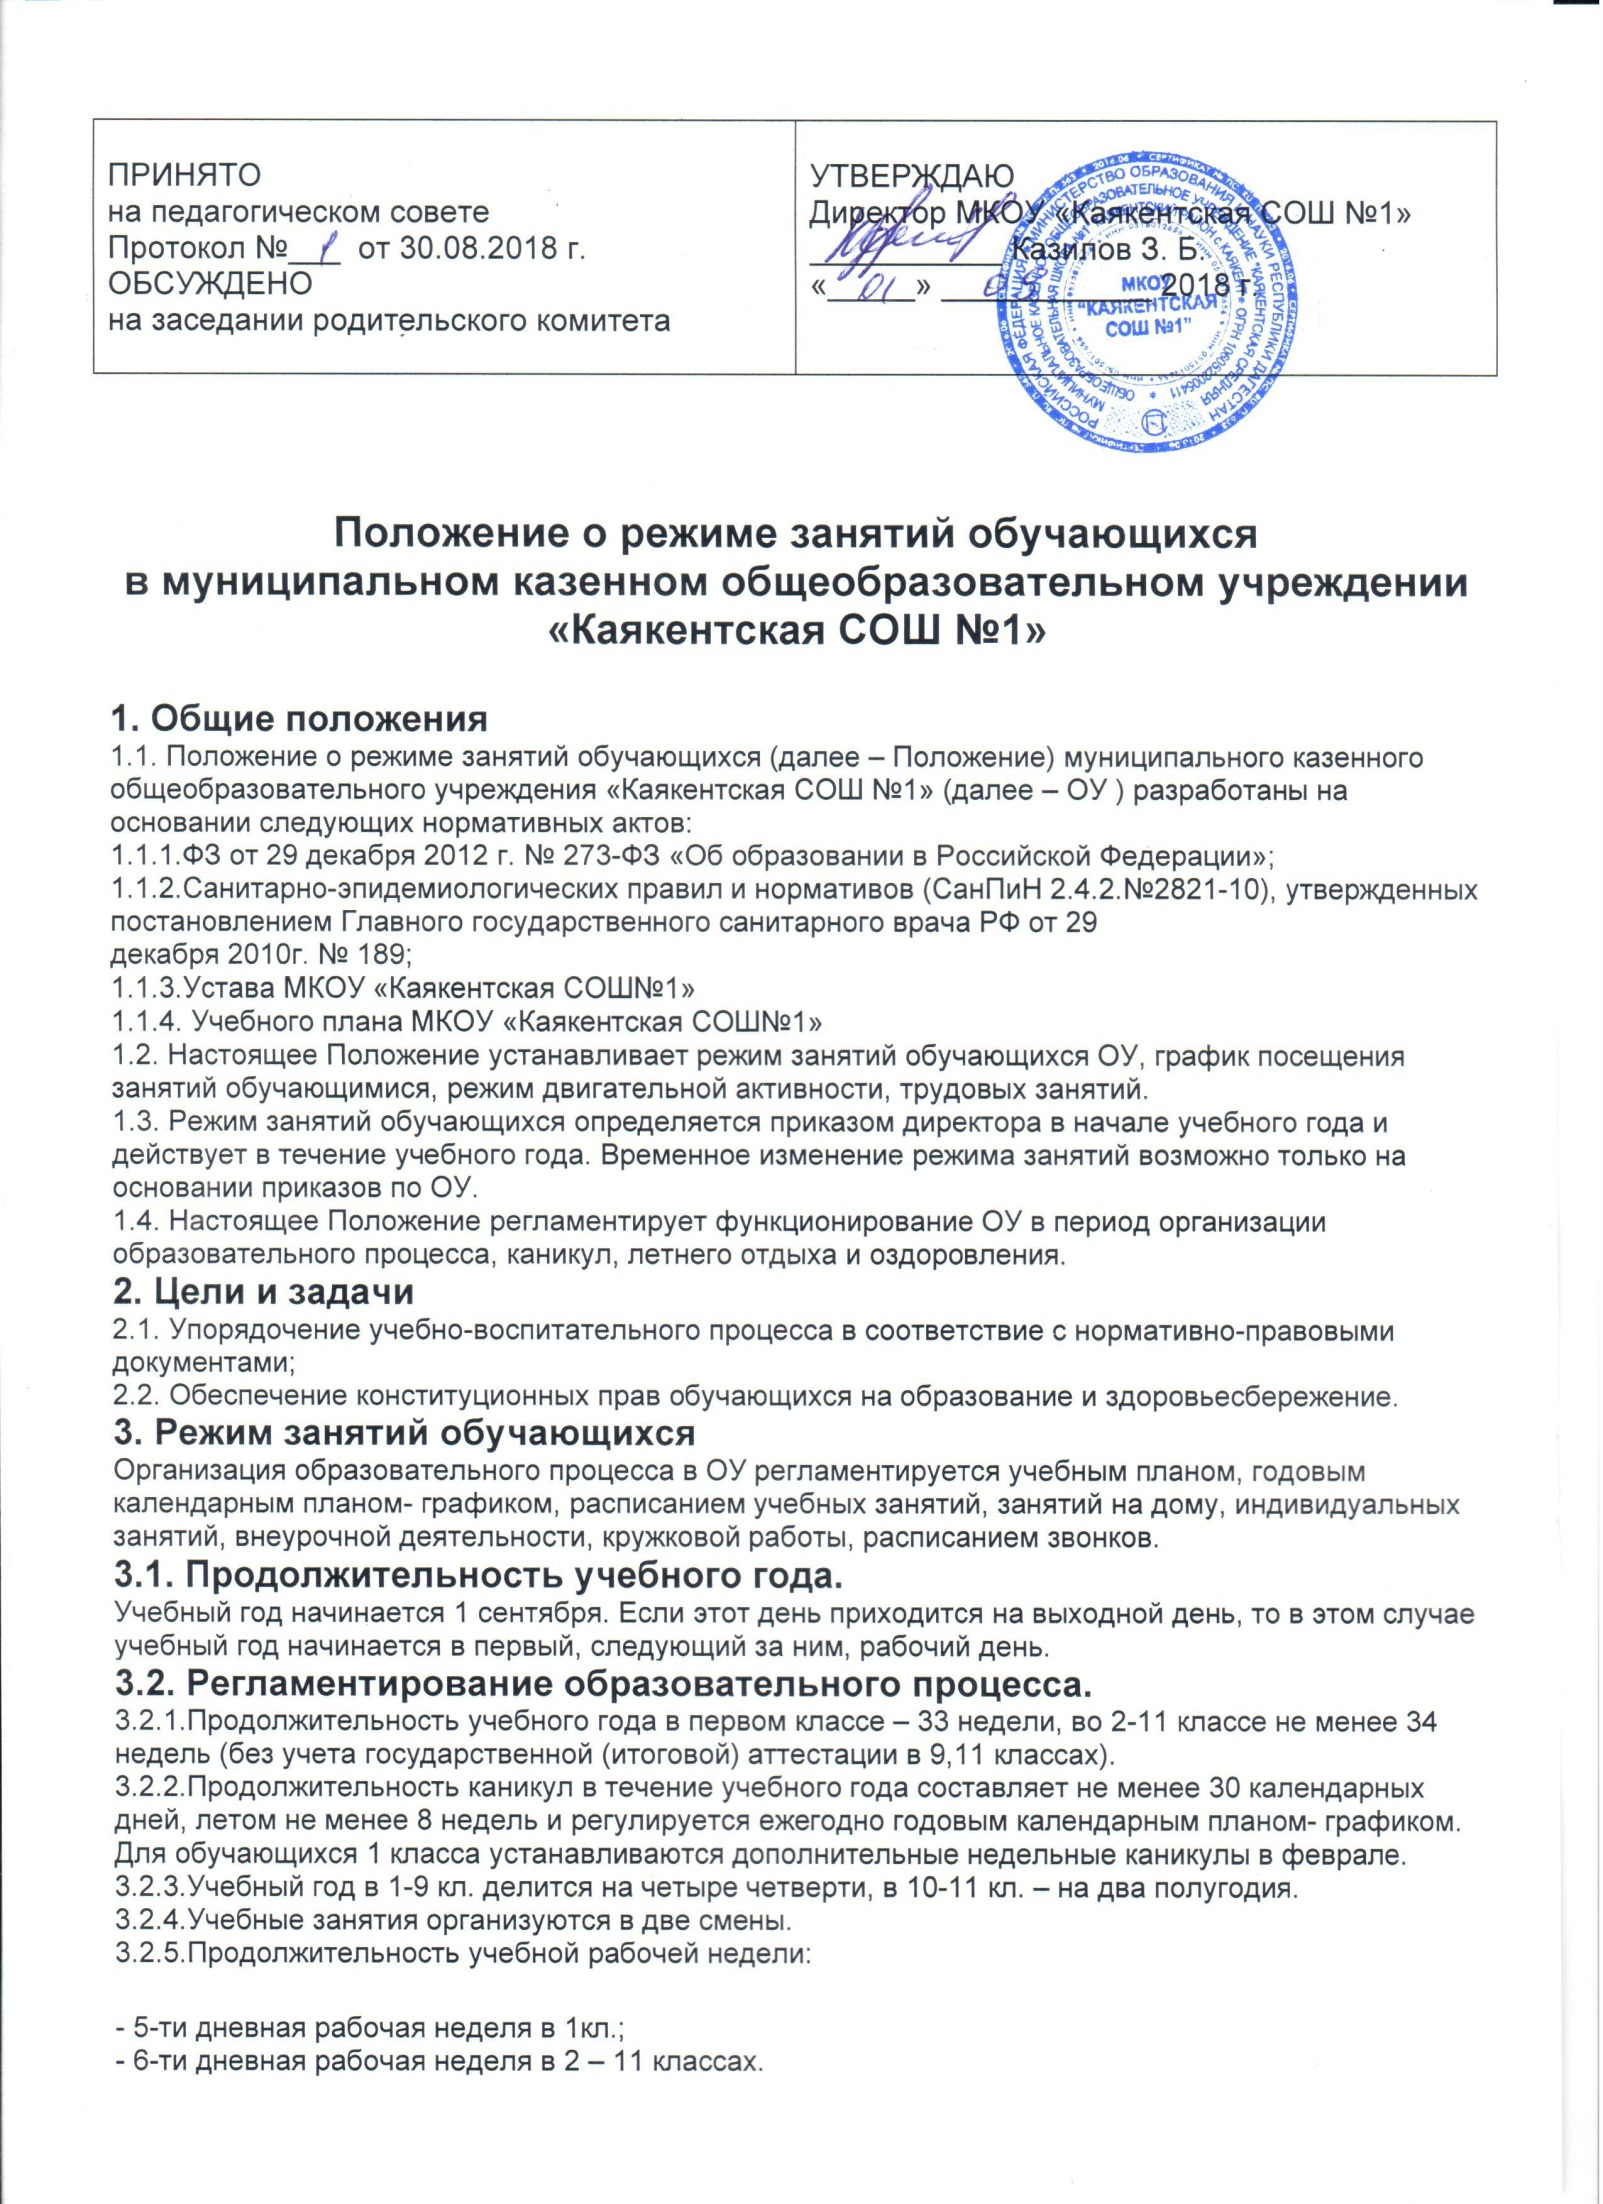 ПРИНЯТО
на педагогическом совете
Протокол № 1 от 30.08.2018 г.
ОБСУЖДЕНО
на заседании родительского комитета
УТВЕРЖДАЮ
Директор МКОУ «Каякентская СОШ №1»
Казилов З. Б.
« 01 » 09 2018 г.
МКОУ
"КАЯКЕНТСКАЯ
СОШ №1"
Положение о режиме занятий обучающихся
в муниципальном казенном общеобразовательном учреждении
«Каякентская СОШ №1»
1. Общие положения
1.1. Положение о режиме занятий обучающихся (далее – Положение) муниципального казенного
общеобразовательного учреждения «Каякентская СОШ №1» (далее – ОУ ) разработаны на
основании следующих нормативных актов:
1.1.1.ФЗ от 29 декабря 2012 г. № 273-ФЗ «Об образовании в Российской Федерации»;
1.1.2.Санитарно-эпидемиологических правил и нормативов (СанПиН 2.4.2.№2821-10), утвержденных
постановлением Главного государственного санитарного врача РФ от 29
декабря 2010г. № 189;
1.1.3.Устава МКОУ «Каякентская СОШ№1»
1.1.4. Учебного плана МКОУ «Каякентская СОШ№1»
1.2. Настоящее Положение устанавливает режим занятий обучающихся ОУ, график посещения
занятий обучающимися, режим двигательной активности, трудовых занятий.
1.3. Режим занятий обучающихся определяется приказом директора в начале учебного года и
действует в течение учебного года. Временное изменение режима занятий возможно только на
основании приказов по ОУ.
1.4. Настоящее Положение регламентирует функционирование ОУ в период организации
образовательного процесса, каникул, летнего отдыха и оздоровления.
2. Цели и задачи
2.1. Упорядочение учебно-воспитательного процесса в соответствие с нормативно-правовыми
документами;
2.2. Обеспечение конституционных прав обучающихся на образование и здоровьесбережение.
3. Режим занятий обучающихся
Организация образовательного процесса в ОУ регламентируется учебным планом, годовым
календарным планом- графиком, расписанием учебных занятий, занятий на дому, индивидуальных
занятий, внеурочной деятельности, кружковой работы, расписанием звонков.
3.1. Продолжительность учебного года.
Учебный год начинается 1 сентября. Если этот день приходится на выходной день, то в этом случае
учебный год начинается в первый, следующий за ним, рабочий день.
3.2. Регламентирование образовательного процесса.
3.2.1.Продолжительность учебного года в первом классе – 33 недели, во 2-11 классе не менее 34
недель (без учета государственной (итоговой) аттестации в 9,11 классах).
3.2.2.Продолжительность каникул в течение учебного года составляет не менее 30 календарных
дней, летом не менее 8 недель и регулируется ежегодно годовым календарным планом- графиком.
Для обучающихся 1 класса устанавливаются дополнительные недельные каникулы в феврале.
3.2.3.Учебный год в 1-9 кл. делится на четыре четверти, в 10-11 кл. – на два полугодия.
3.2.4.Учебные занятия организуются в две смены.
3.2.5.Продолжительность учебной рабочей недели:
- 5-ти дневная рабочая неделя в 1кл.;
- 6-ти дневная рабочая неделя в 2 – 11 классах.